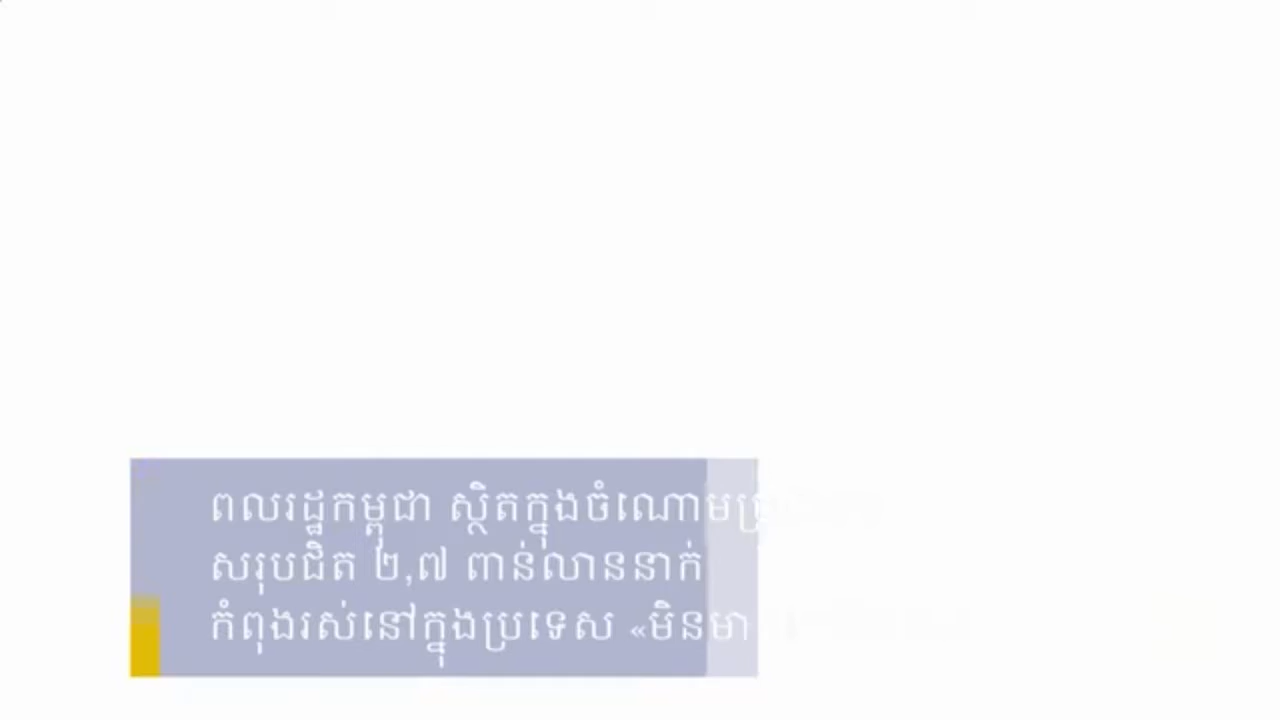 ពលរដ្ឋកម្ពុជា ស្ថិតក្នុងចំណោម
សរុបជិត ២,៧ ពាន់លាននាក់
កំពុងរស់នៅក្នុងប្រទេស «មិនមា